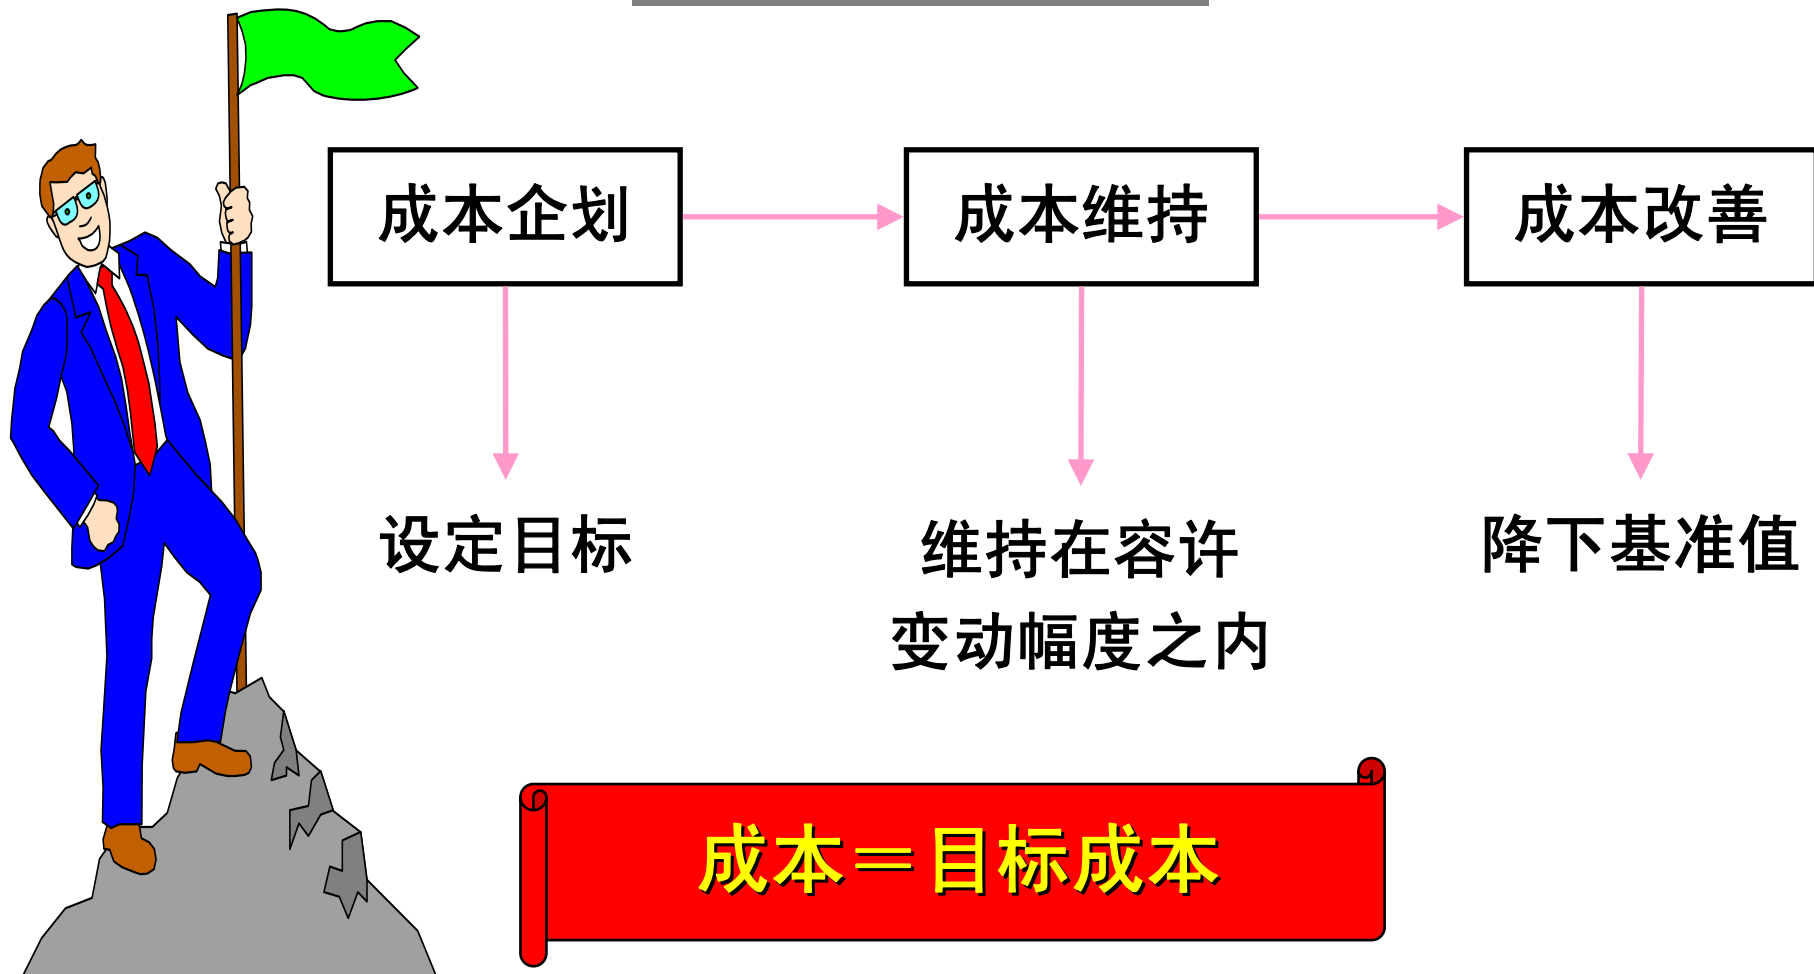 成本企划
成本维持
成本改善
设定目标
维持在容许
变动幅度之内
降下基准值
成本＝目标成本